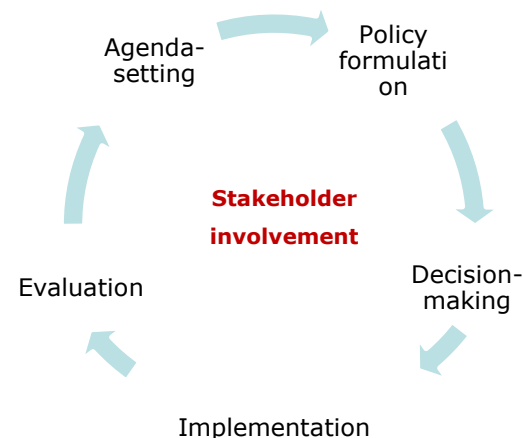 Agenda-
setting
Policy
formulati
on
Stakeholder
involvement
Decision-
making
Evaluation
Implementation